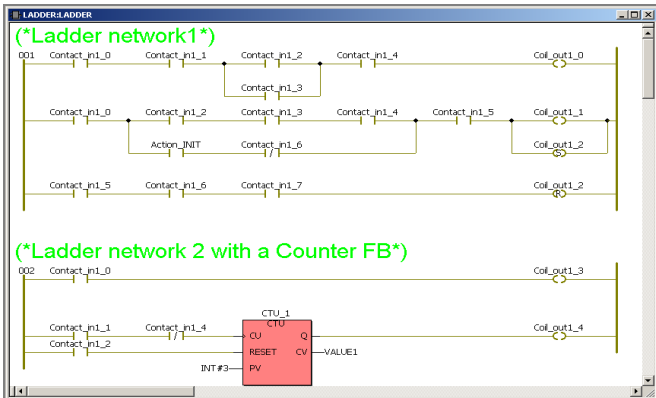 LADDER:LADDER
(*Ladder network1*)
001 Contact_in1_0 Contact_in1_1 Contact_in1_2 Contact_in1_4 Coil_out1_0
Contact_in1_3
Contact_in1_0 Contact_in1_2 Contact_in1_3 Contact_in1_4 Contact_in1_5 Coil_out1_1
Action_INIT Contact_in1_6 Coil_out1_2
S
Contact_in1_5 Contact_in1_6 Contact_in1_7 Coil_out1_2
R
(*Ladder network 2 with a Counter FB*)
002 Contact_in1_0 Coil_out1_3
CTU_1
CTU
Contact_in1_1 Contact_in1_4 Coil_out1_4
CU Q
Contact_in1_2
RESET CV VALUE1
INT#3 PV